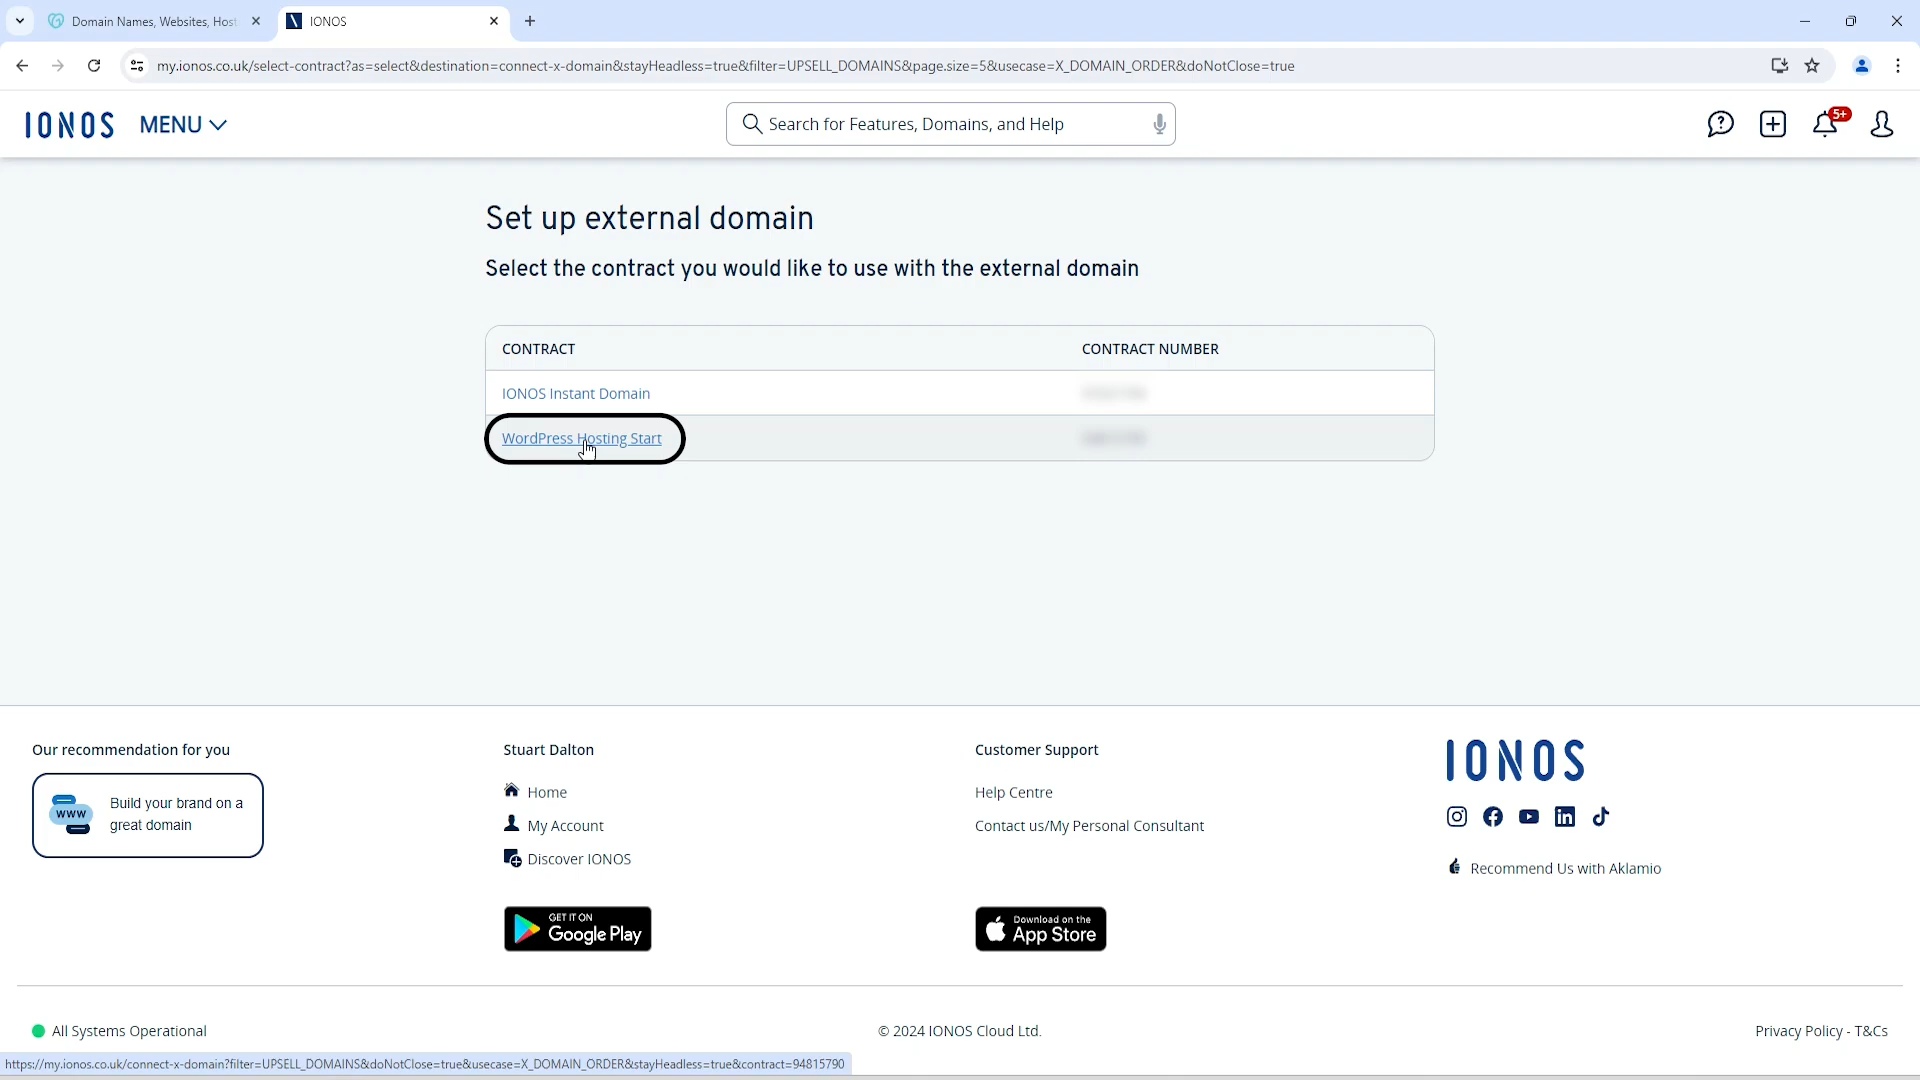 Domain Names, Websites, Host
IONOS
my.ionos.co.uk/select-contract?as=select&destination=connect-x-domain&stayHeadless=true&filter=UPSELL_DOMAINS&page.size=5&usecase=X_DOMAIN_ORDER&doNotClose=true
IONOS
MENU
Search for Features, Domains, and Help
5+
Set up external domain
Select the contract you would like to use with the external domain
CONTRACT
CONTRACT NUMBER
IONOS Instant Domain
WordPress Hosting Start
Our recommendation for you
www
Build your brand on a
great domain
Stuart Dalton
Home
My Account
Discover IONOS
GET IT ON
Google Play
Customer Support
Help Centre
Contact us/My Personal Consultant
Download on the
App Store
IONOS
Recommend Us with Aklamio
All Systems Operational
© 2024 IONOS Cloud Ltd.
Privacy Policy - T&Cs
https://my.ionos.co.uk/connect-x-domain?filter=UPSELL_DOMAINS&doNotClose=true&usecase=X_DOMAIN_ORDER&stayHeadless=true&contract=94815790